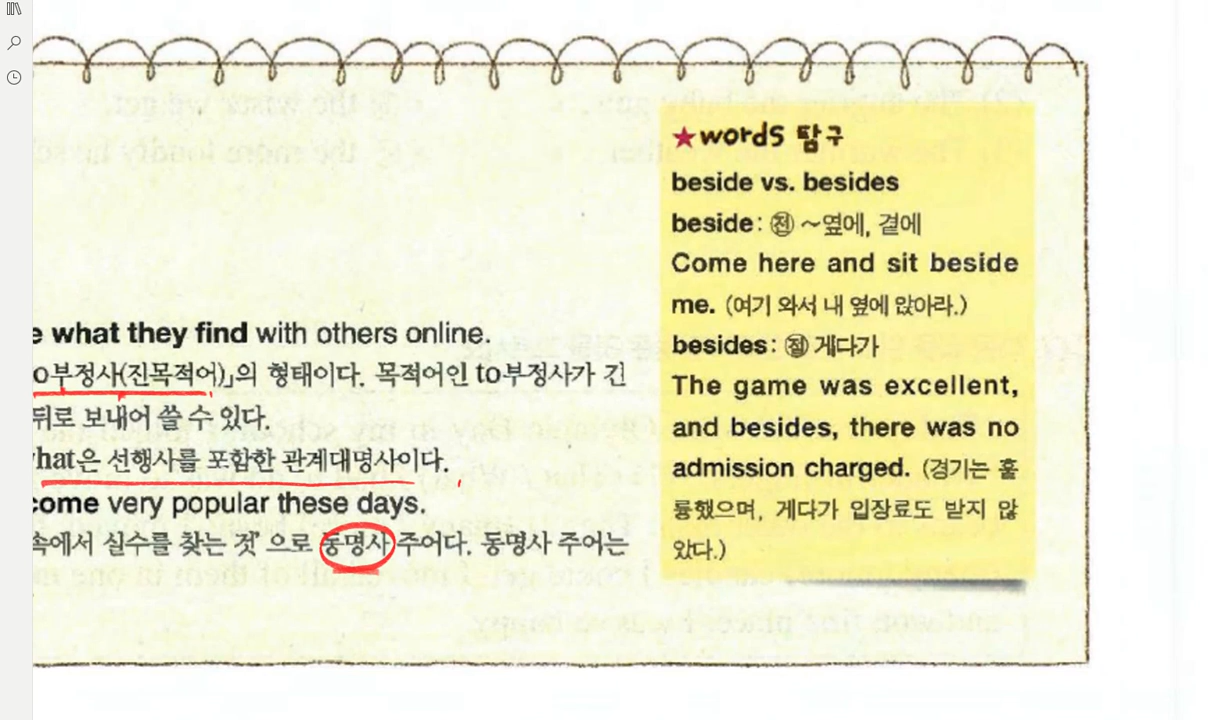 ★words 탐구
beside vs. besides
beside: 전 ~옆에, 곁에
Come here and sit beside
me. (여기 와서 내 옆에 앉아라.)
besides: 접 게다가
The game was excellent,
and besides, there was no
admission charged. (경기는 훌
륭했으며, 게다가 입장료도 받지 않
았다.)
what they find with others online.
o부정사(진목적어)」의 형태이다. 목적어인 to부정사가 긴
뒤로 보내어 쓸 수 있다.
hat은 선행사를 포함한 관계대명사이다.
come very popular these days.
속에서 실수를 찾는 것’ 으로 동명사 주어다. 동명사 주어는